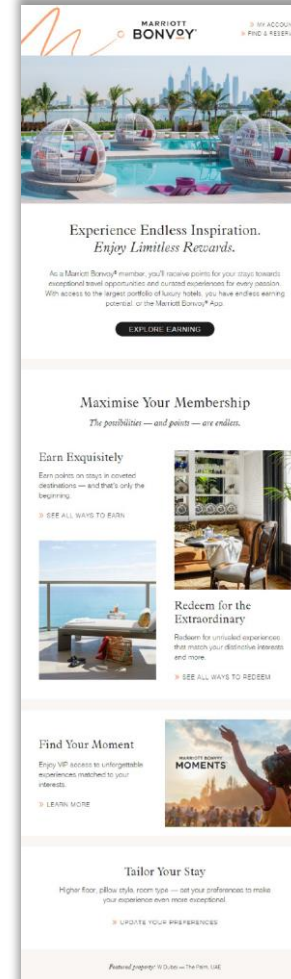 MARRIOTT
BONVOY
» MY ACCOUNT
» FIND & RESERVE
Experience Endless Inspiration.
Enjoy Limitless Rewards.
As a Marriott Bonvoy® member, you'll receive points for your stays towards
exceptional travel opportunities and curated experiences for every passion.
With access to the largest portfolio of luxury hotels, you have endless earning
potential or the Marriott Bonvoy® App.
EXPLORE EARNING
Maximise Your Membership
The possibilities — and points — are endless.
Earn Exquisitely
Earn points on stays in coveted
destinations — and that's only the
beginning.
» SEE ALL WAYS TO EARN
Redeem for the
Extraordinary
Redeem for unrivaled experiences
that match your distinctive interests
and more.
» SEE ALL WAYS TO REDEEM
Find Your Moment
Enjoy VIP access to unforgettable
experiences matched to your
interests.
» LEARN MORE
MARRIOTT BONVOY
MOMENTS
Tailor Your Stay
Higher floor, pillow style, room type — set your preferences to make
your experience even more exceptional.
» UPDATE YOUR PREFERENCES
Featured property: W Dubai — The Palm, UAE